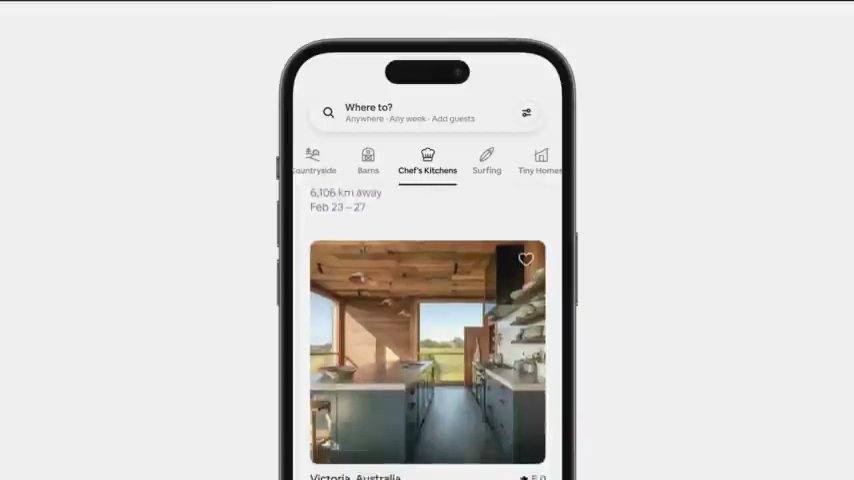 Where to?
Anywhere · Any week · Add guests
Countryside Barns Chef's Kitchens Surfing Tiny Homes
6,106 km away
Feb 23 – 27
Victoria, Australia ★ 5.0